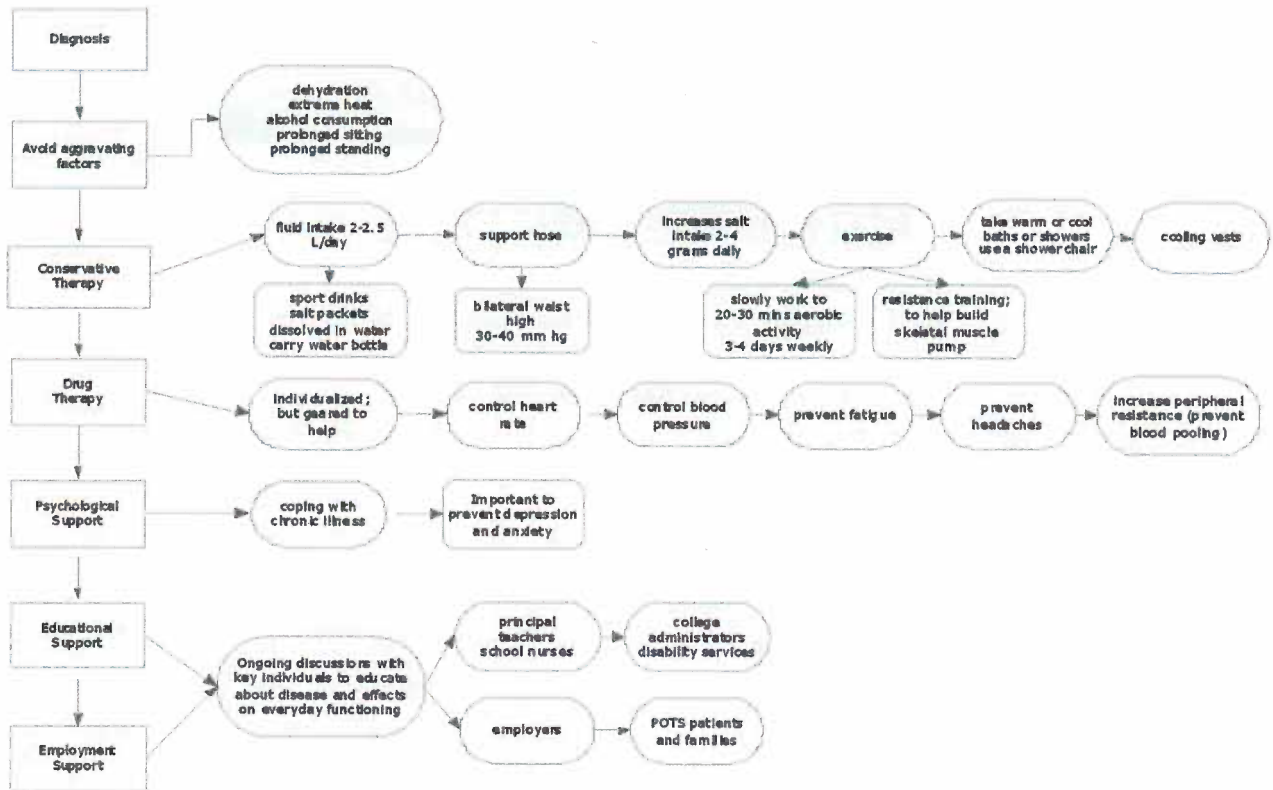 Diagnosis
dehydration
extreme heat
alcohol consumption
prolonged sitting
prolonged standing
Avoid aggravating
factors
Conservative
Therapy
fluid intake 2-2.5
L/day
support hose
increases salt
intake 2-4
grams daily
exercise
take warm or cool
baths or showers
use a shower chair
cooling vests
sport drinks
salt packets
dissolved in water
carry water bottle
bilateral waist
high
30-40 mm hg
slowly work to
20-30 mins aerobic
activity
3-4 days weekly
resistance training;
to help build
skeletal muscle
pump
Drug
Therapy
Individualized;
but geared to
help
control heart
rate
control blood
pressure
prevent fatigue
prevent
headaches
increase peripheral
resistance (prevent
blood pooling)
Psychological
Support
coping with
chronic illness
Important to
prevent depression
and anxiety
Educational
Support
Ongoing discussions with
key individuals to educate
about disease and effects
on everyday functioning
principal
teachers
school nurses
college
administrators
disability services
Employment
Support
employers
POTS patients
and families